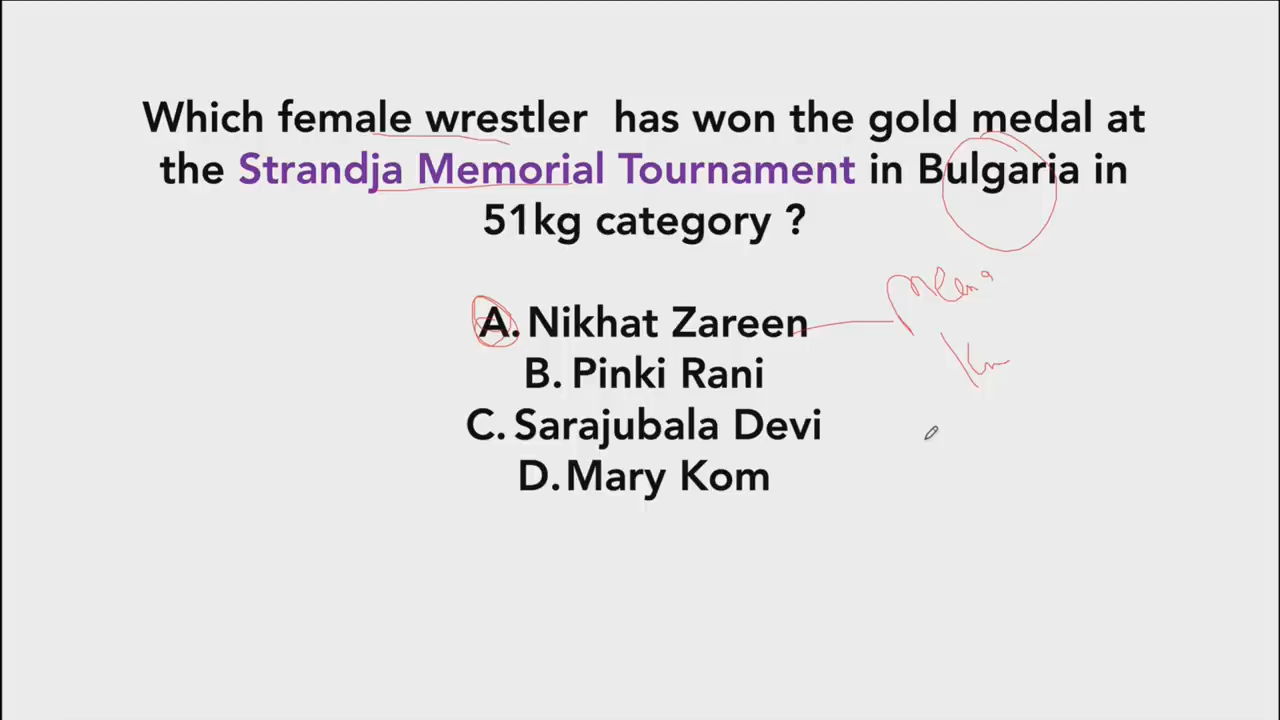 Which female wrestler has won the gold medal at
the Strandja Memorial Tournament in Bulgaria in
51kg category ?
A. Nikhat Zareen
B. Pinki Rani
C. Sarajubala Devi
D. Mary Kom